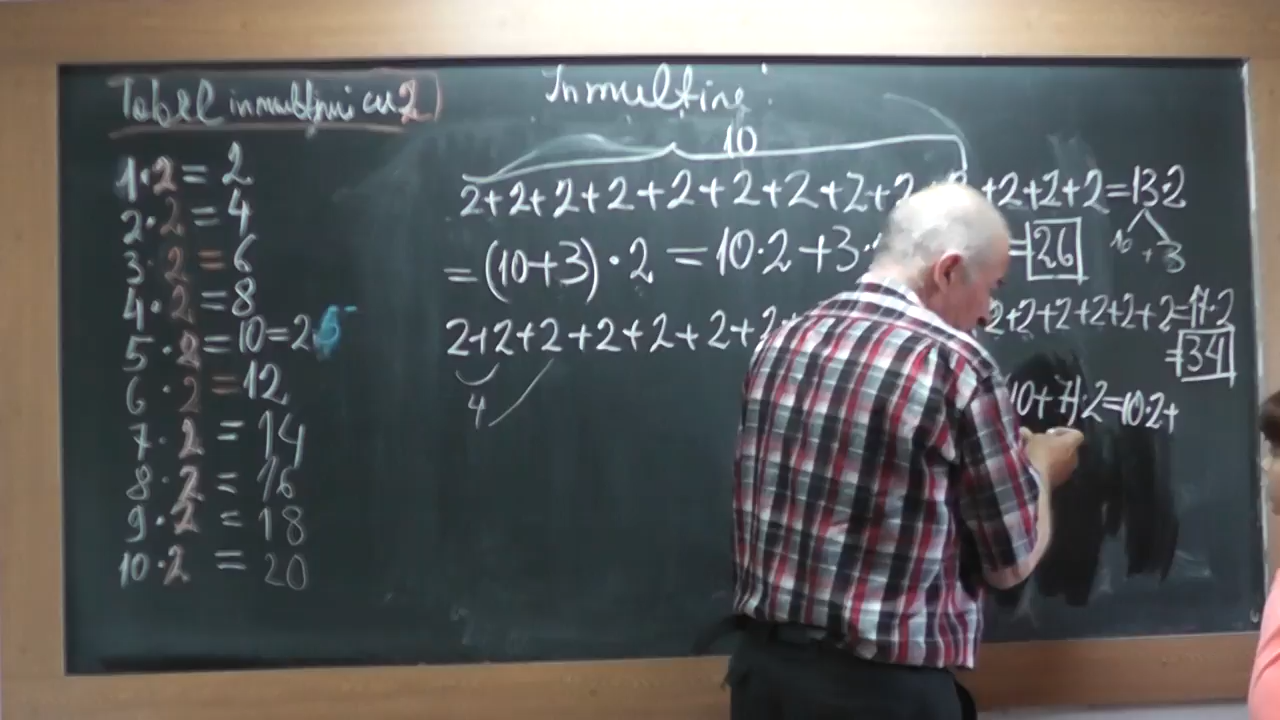 Tabel inmultirii cu 2
1·2 = 2
2·2 = 4
3·2 = 6
4·2 = 8
5·2 = 10 = 2·5
6·2 = 12
7·2 = 14
8·2 = 16
9·2 = 18
10·2 = 20
Inmultire
10
2+2+2+2+2+2+2+2+2 +2+2+2=13·2
10 + 3
=(10+3)·2 = 10·2+3· =26
2+2+2+2+2+2+2 2+2+2+2+2+2=17·2
=34
4
10+7)·2=10·2+